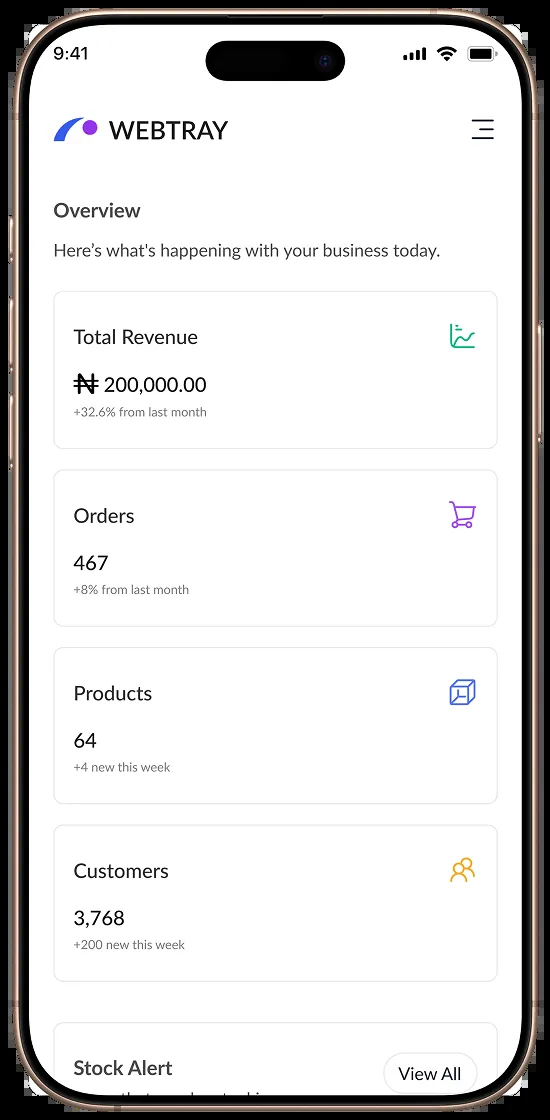 9:41
WEBTRAY
Overview
Here’s what's happening with your business today.
Total Revenue
₦ 200,000.00
+32.6% from last month
Orders
467
+8% from last month
Products
64
+4 new this week
Customers
3,768
+200 new this week
Stock Alert
View All